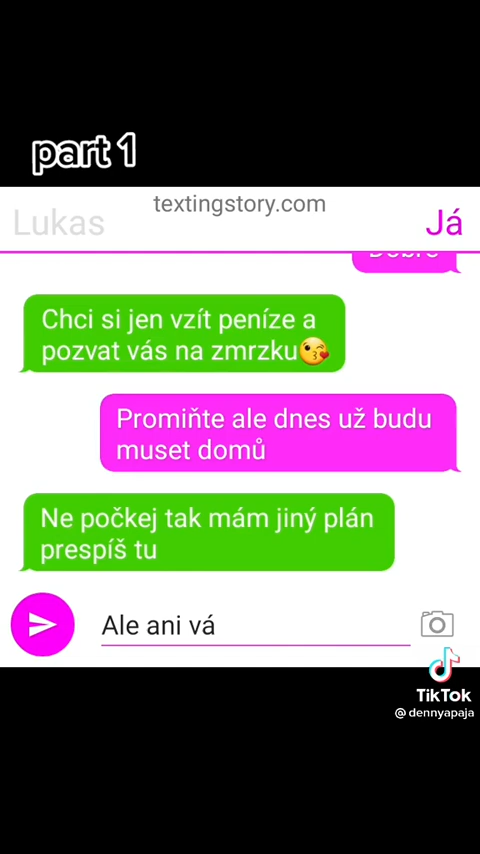 part 1
textingstory.com
Lukas
Já
Dobře
Chci si jen vzít peníze a
pozvat vás na zmrzku😘
Promiňte ale dnes už budu
muset domů
Ne počkej tak mám jiný plán
prespíš tu
Ale ani vá
TikTok
@dennyapaja